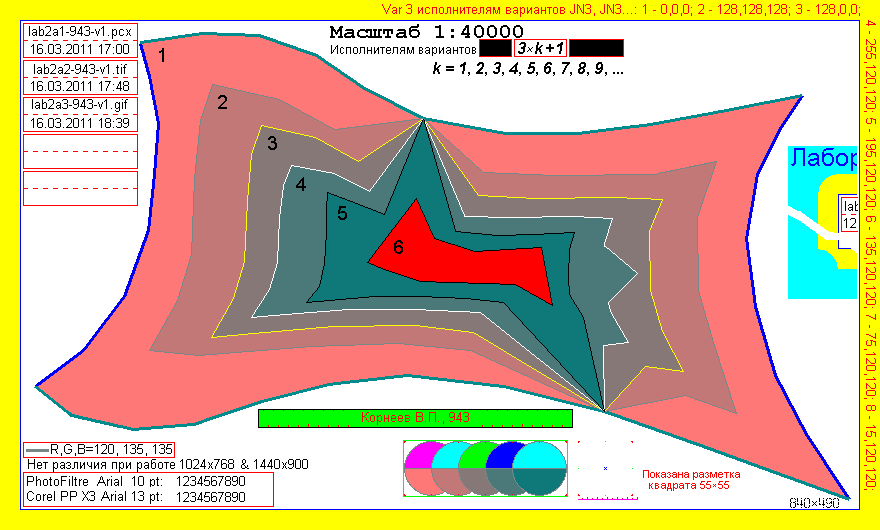 Var 3 исполнителям вариантов JN3, JN3...: 1 - 0,0,0; 2 - 128,128,128; 3 - 128,0,0;
4 - 255,120,120; 5 - 195,120,120; 6 - 135,120,120; 7 - 75,120,120; 8 - 15,120,120;
lab2a1-943-v1.pcx
16.03.2011 17:00
lab2a2-943-v1.tif
16.03.2011 17:48
lab2a3-943-v1.gif
16.03.2011 18:39
Масштаб 1:40000
Исполнителям вариантов 3×k+1
k = 1, 2, 3, 4, 5, 6, 7, 8, 9, ...
1
2
3
4
5
6
Лабор
lab
12
Корнеев В.П., 943
R,G,B=120, 135, 135
Нет различия при работе 1024x768 & 1440x900
PhotoFiltre Arial 10 pt: 1234567890
Corel PP X3 Arial 13 pt: 1234567890
Показана разметка
квадрата 55×55
640×490